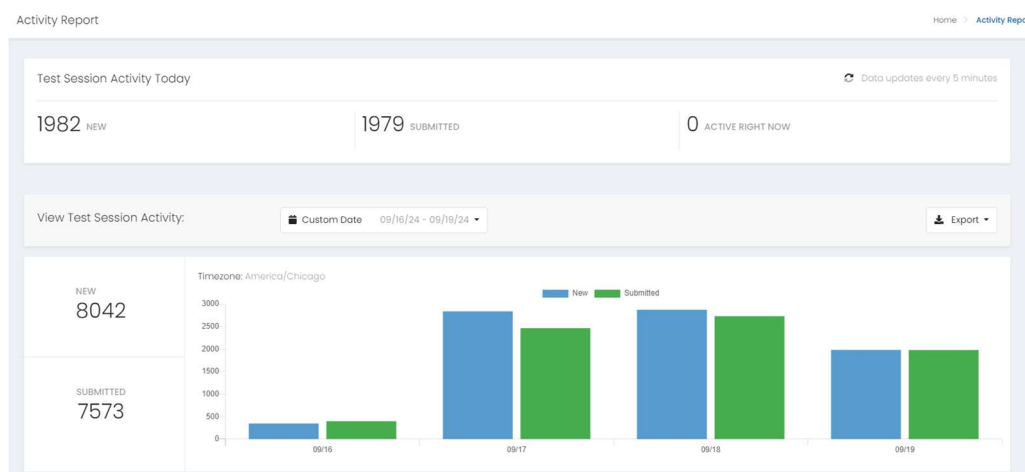 Activity Report
Home > Activity Repo
Test Session Activity Today
Data updates every 5 minutes
1982 NEW
1979 SUBMITTED
0 ACTIVE RIGHT NOW
View Test Session Activity:
Custom Date 09/16/24 - 09/19/24
Export
NEW
8042
SUBMITTED
7573
Timezone: America/Chicago
New Submitted
3000
2500
2000
1500
1000
500
0
09/16 09/17 09/18 09/19